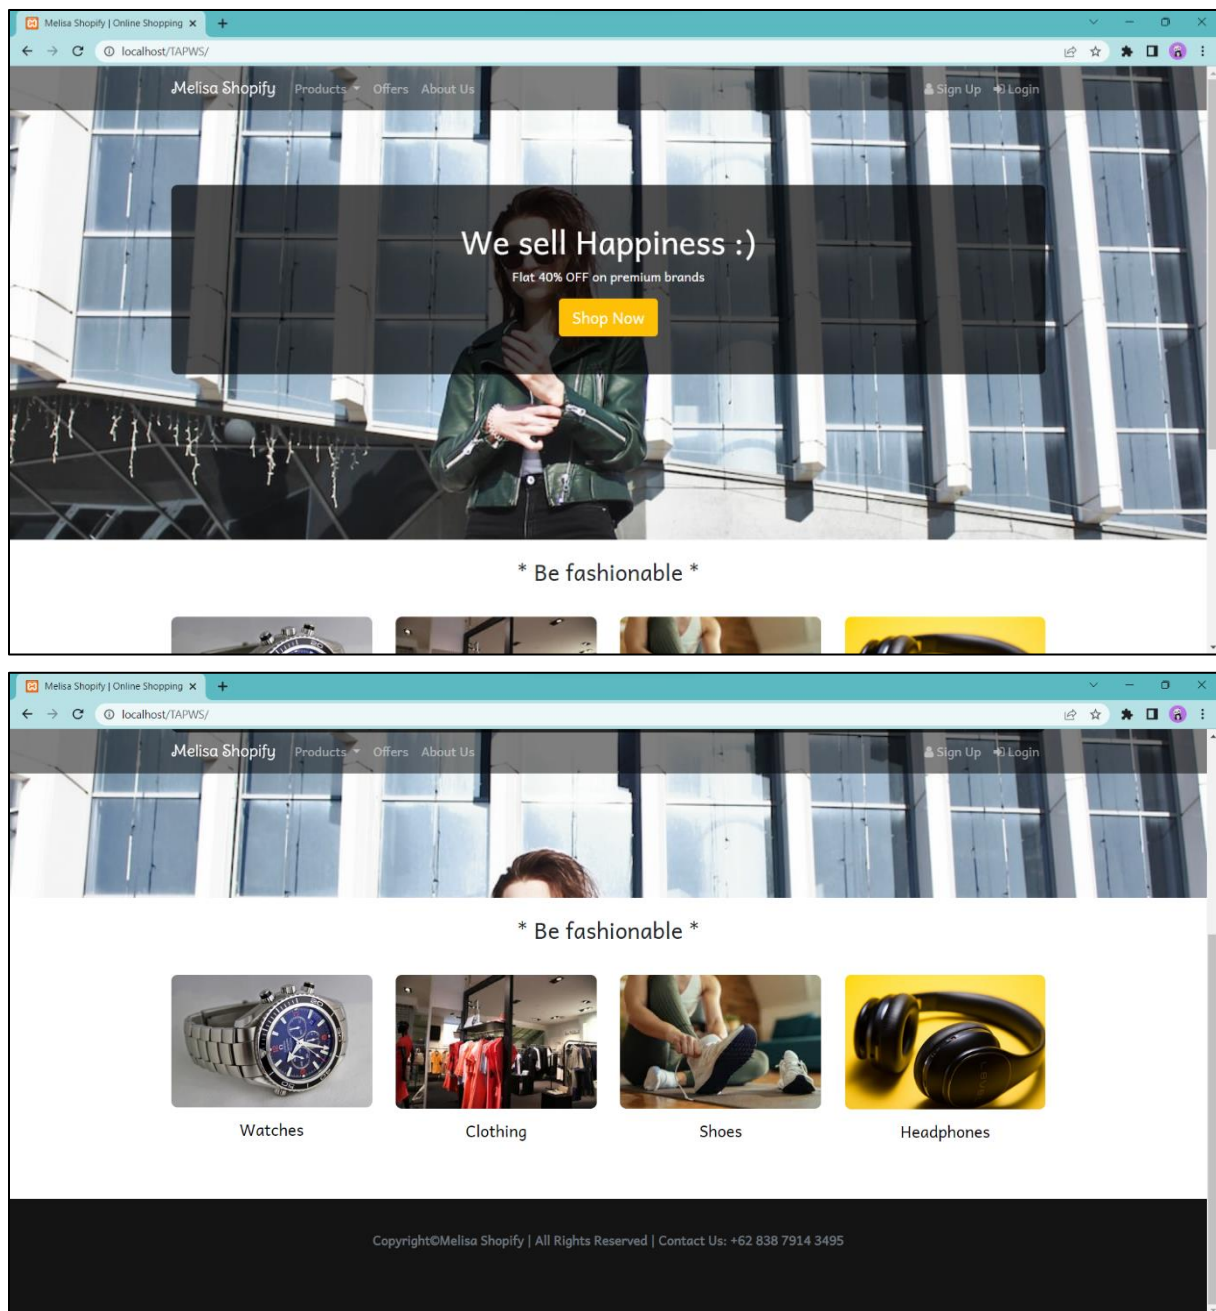 Melisa Shopify | Online Shopping
localhost/TAPWS/
Melisa Shopify Products Offers About Us Sign Up Login
We sell Happiness :)
Flat 40% OFF on premium brands
Shop Now
* Be fashionable *
Melisa Shopify | Online Shopping
localhost/TAPWS/
Melisa Shopify Products Offers About Us Sign Up Login
* Be fashionable *
Watches Clothing Shoes Headphones
Copyright©Melisa Shopify | All Rights Reserved | Contact Us: +62 838 7914 3495